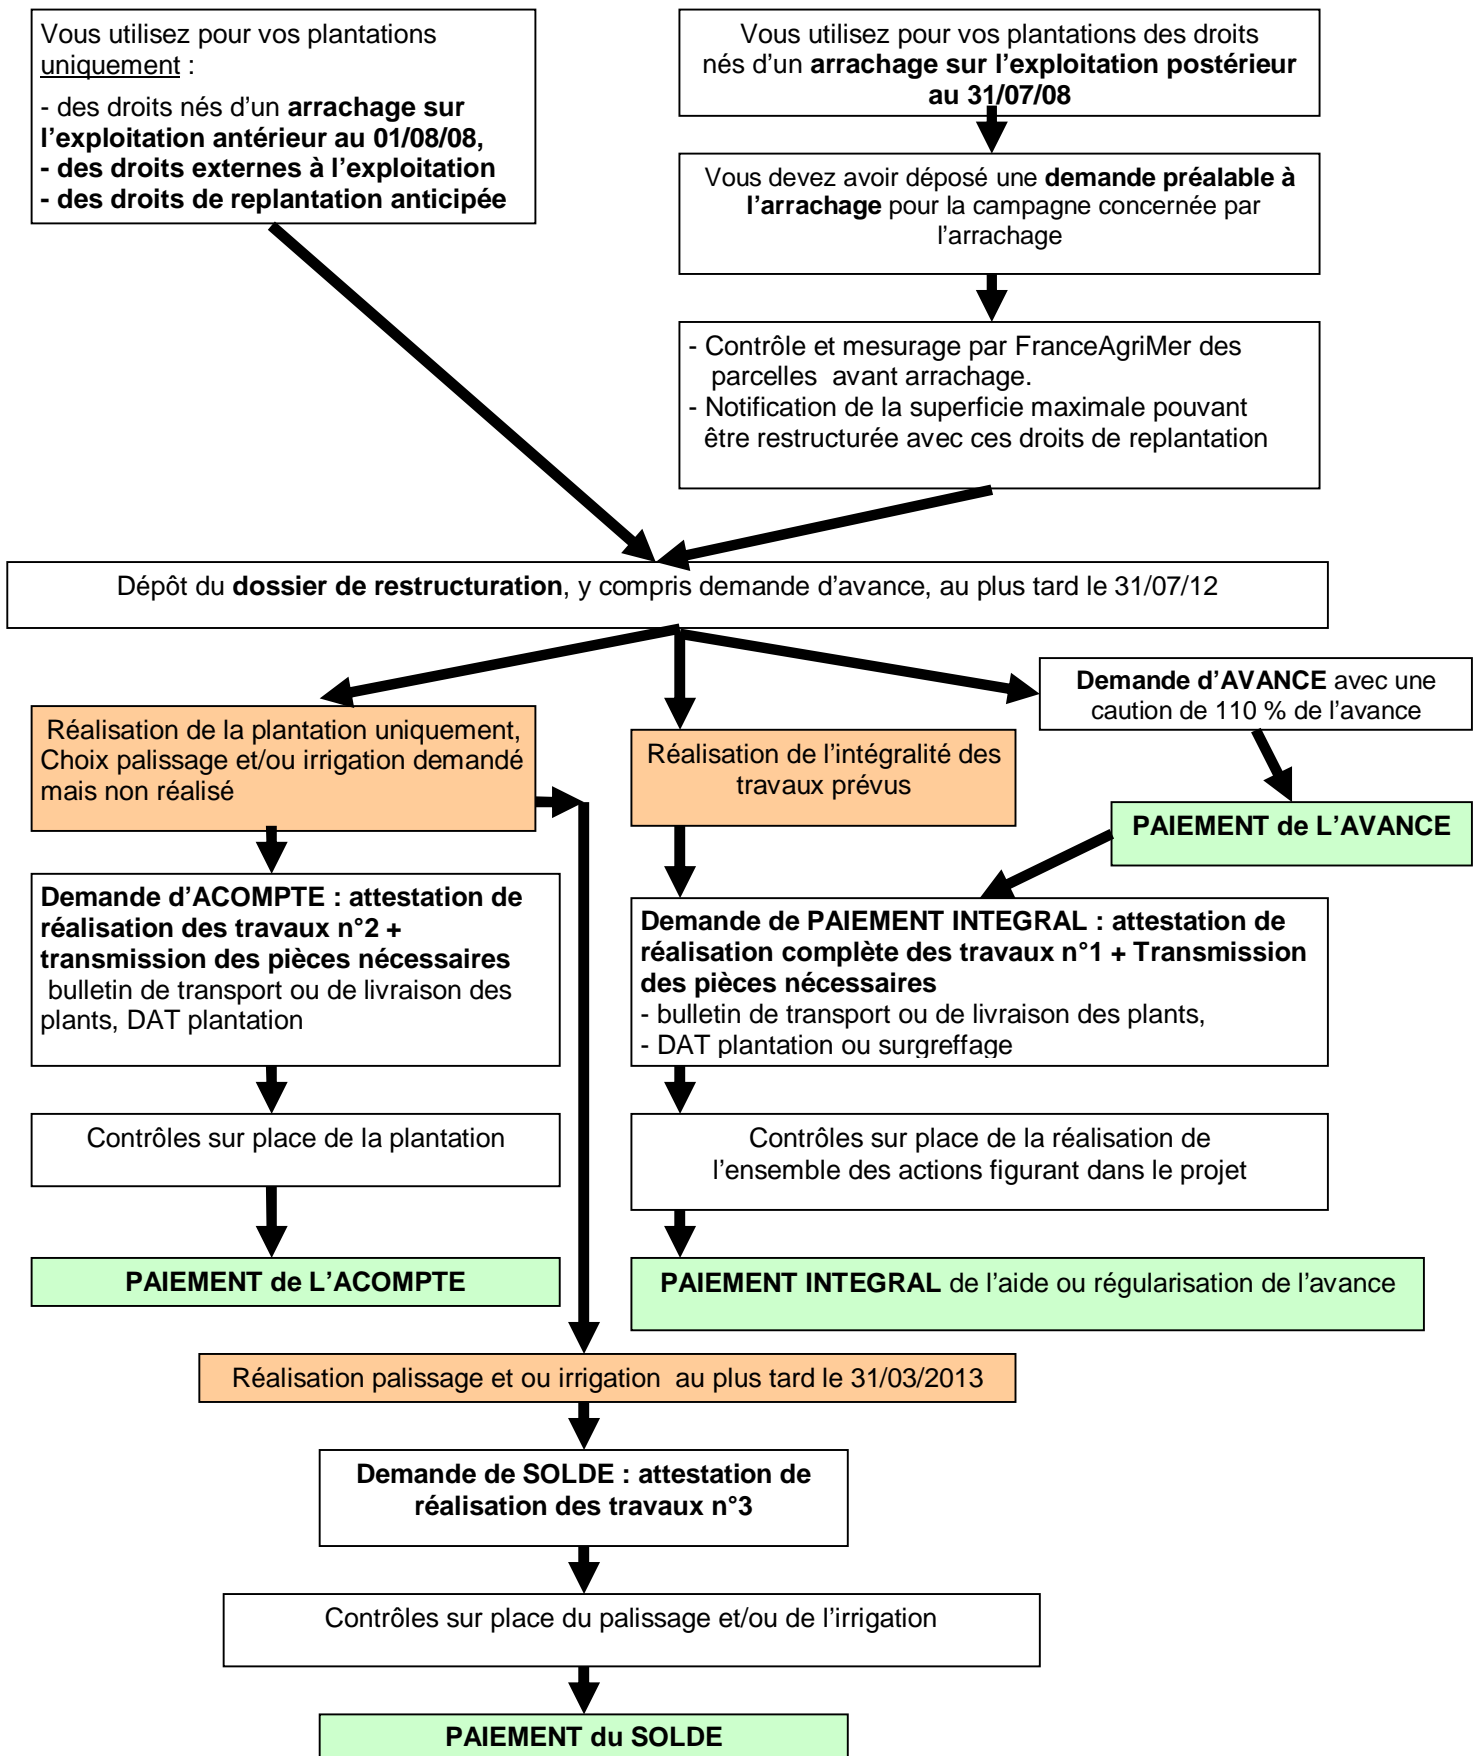 Vous utilisez pour vos plantations
uniquement :
- des droits nés d’un arrachage sur
l’exploitation antérieur au 01/08/08,
- des droits externes à l’exploitation
- des droits de replantation anticipée
Vous utilisez pour vos plantations des droits
nés d’un arrachage sur l’exploitation postérieur
au 31/07/08
Vous devez avoir déposé une demande préalable à
l’arrachage pour la campagne concernée par
l’arrachage
- Contrôle et mesurage par FranceAgriMer des
parcelles avant arrachage.
- Notification de la superficie maximale pouvant
être restructurée avec ces droits de replantation
Dépôt du dossier de restructuration, y compris demande d’avance, au plus tard le 31/07/12
Demande d’AVANCE avec une
caution de 110 % de l’avance
Réalisation de la plantation uniquement,
Choix palissage et/ou irrigation demandé
mais non réalisé
Réalisation de l’intégralité des
travaux prévus
PAIEMENT de L’AVANCE
Demande d’ACOMPTE : attestation de
réalisation des travaux n°2 +
transmission des pièces nécessaires
bulletin de transport ou de livraison des
plants, DAT plantation
Demande de PAIEMENT INTEGRAL : attestation de
réalisation complète des travaux n°1 + Transmission
des pièces nécessaires
- bulletin de transport ou de livraison des plants,
- DAT plantation ou surgreffage
Contrôles sur place de la plantation
Contrôles sur place de la réalisation de
l’ensemble des actions figurant dans le projet
PAIEMENT de L’ACOMPTE
PAIEMENT INTEGRAL de l’aide ou régularisation de l’avance
Réalisation palissage et ou irrigation au plus tard le 31/03/2013
Demande de SOLDE : attestation de
réalisation des travaux n°3
Contrôles sur place du palissage et/ou de l’irrigation
PAIEMENT du SOLDE